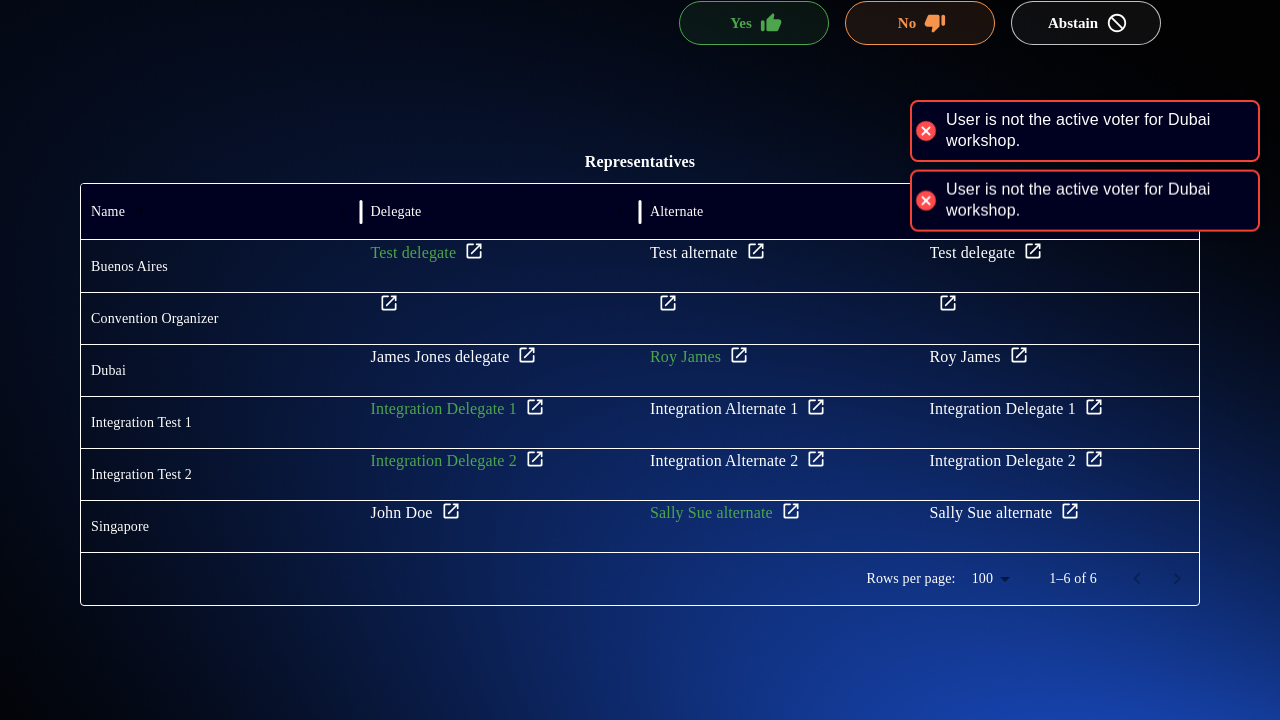 Yes No Abstain
User is not the active voter for Dubai
workshop.
Representatives
User is not the active voter for Dubai
workshop.
Name Delegate Alternate
Buenos Aires Test delegate Test alternate Test delegate
Convention Organizer
Dubai James Jones delegate Roy James Roy James
Integration Test 1 Integration Delegate 1 Integration Alternate 1 Integration Delegate 1
Integration Test 2 Integration Delegate 2 Integration Alternate 2 Integration Delegate 2
Singapore John Doe Sally Sue alternate Sally Sue alternate
Rows per page: 100 1–6 of 6